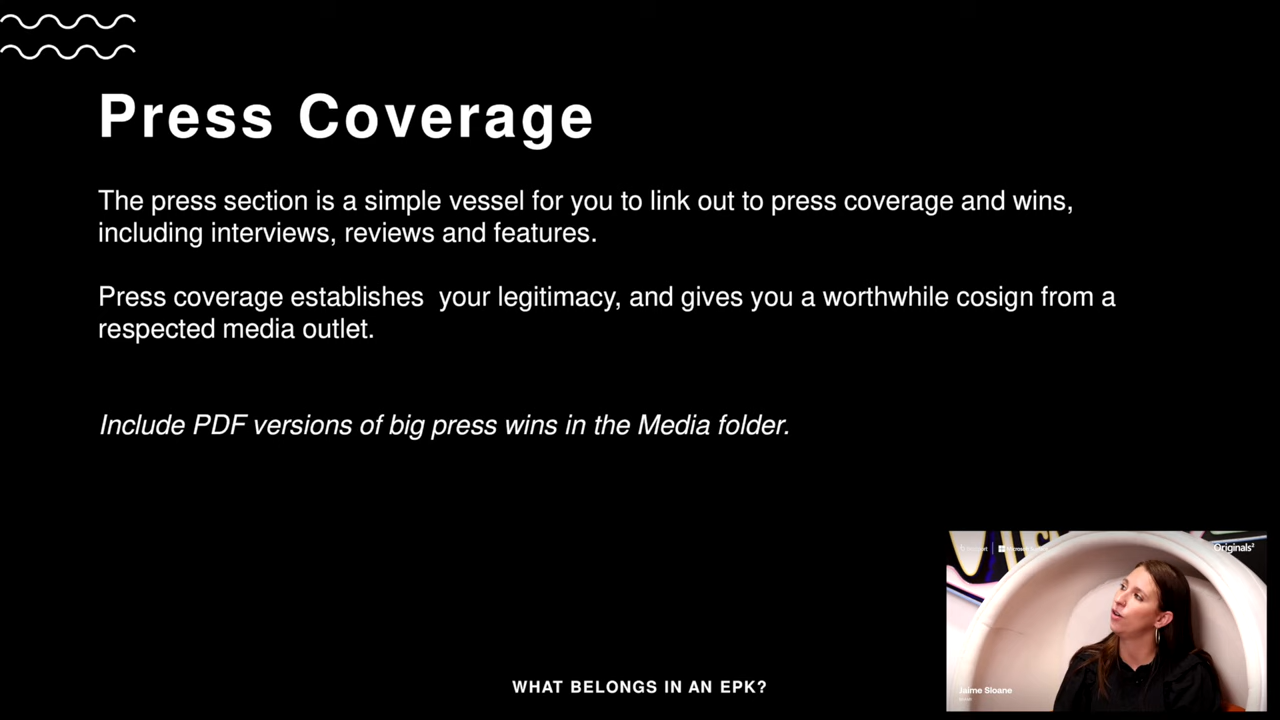 Press Coverage
The press section is a simple vessel for you to link out to press coverage and wins,
including interviews, reviews and features.
Press coverage establishes  your legitimacy, and gives you a worthwhile cosign from a
respected media outlet.
Include PDF versions of big press wins in the Media folder.
Originals²
Jaime Sloane
WHAT BELONGS IN AN EPK?